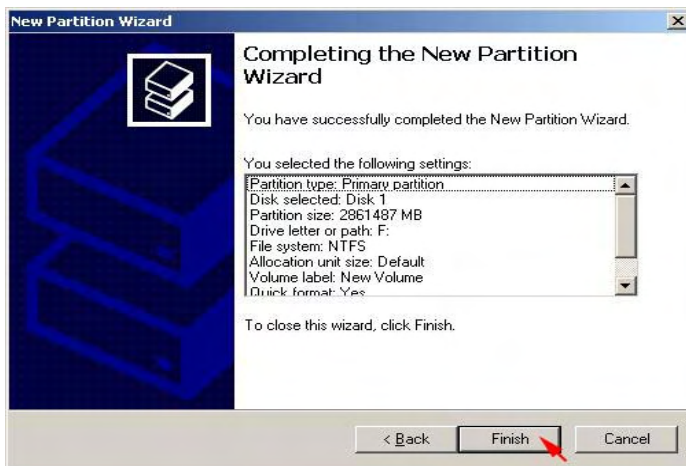 New Partition Wizard
Completing the New Partition
Wizard
You have successfully completed the New Partition Wizard.
You selected the following settings:
Partition type: Primary partition
Disk selected: Disk 1
Partition size: 2861487 MB
Drive letter or path: F:
File system: NTFS
Allocation unit size: Default
Volume label: New Volume
Quick format: Yes
To close this wizard, click Finish.
< Back
Finish
Cancel